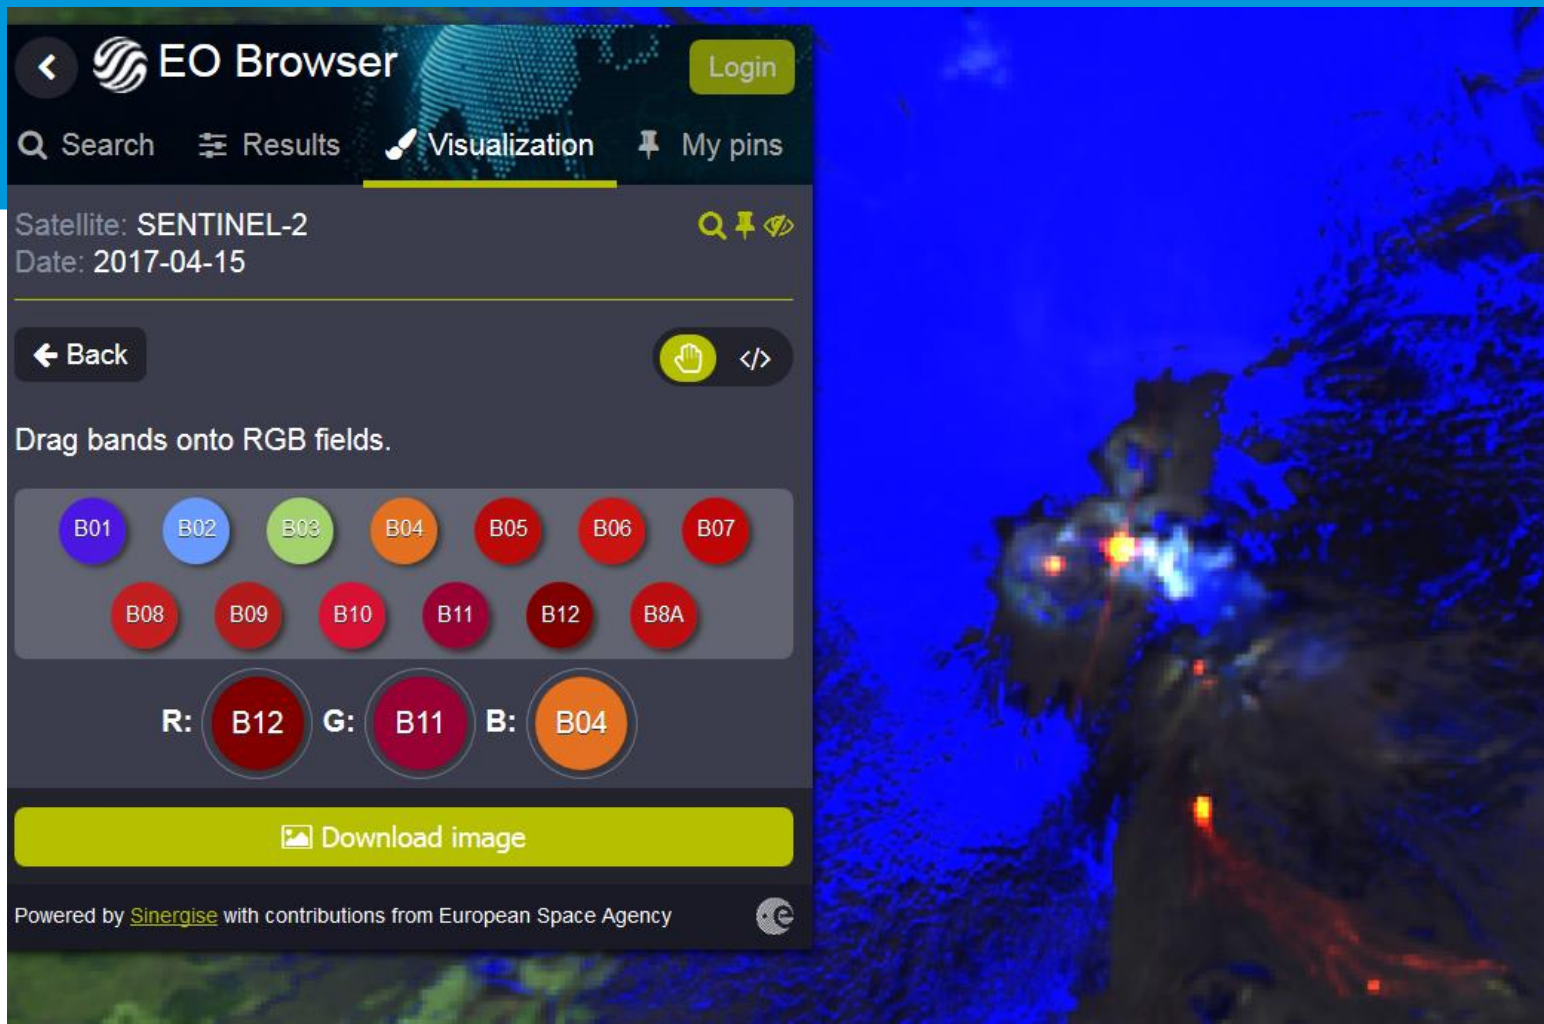 EO Browser
Login
Search Results Visualization My pins
Satellite: SENTINEL-2
Date: 2017-04-15
Back
</>
Drag bands onto RGB fields.
B01 B02 B03 B04 B05 B06 B07
B08 B09 B10 B11 B12 B8A
R: B12 G: B11 B: B04
Download image
Powered by Sinergise with contributions from European Space Agency